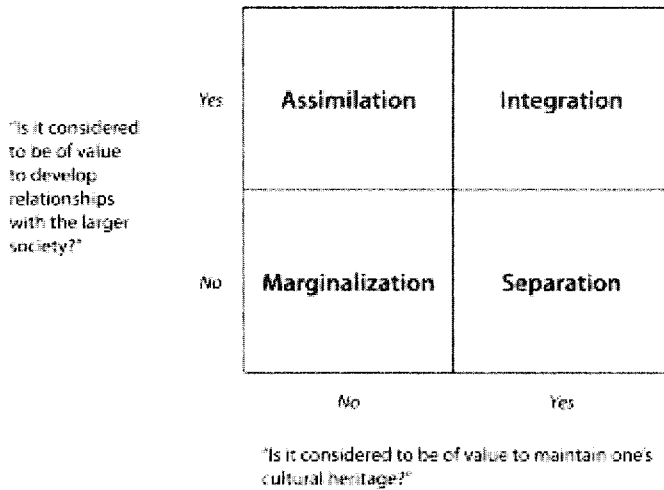 Yes
Assimilation
Integration
"Is it considered
to be of value
to develop
relationships
with the larger
society?"
No
Marginalization
Separation
No
Yes
"Is it considered to be of value to maintain one's
cultural heritage?"